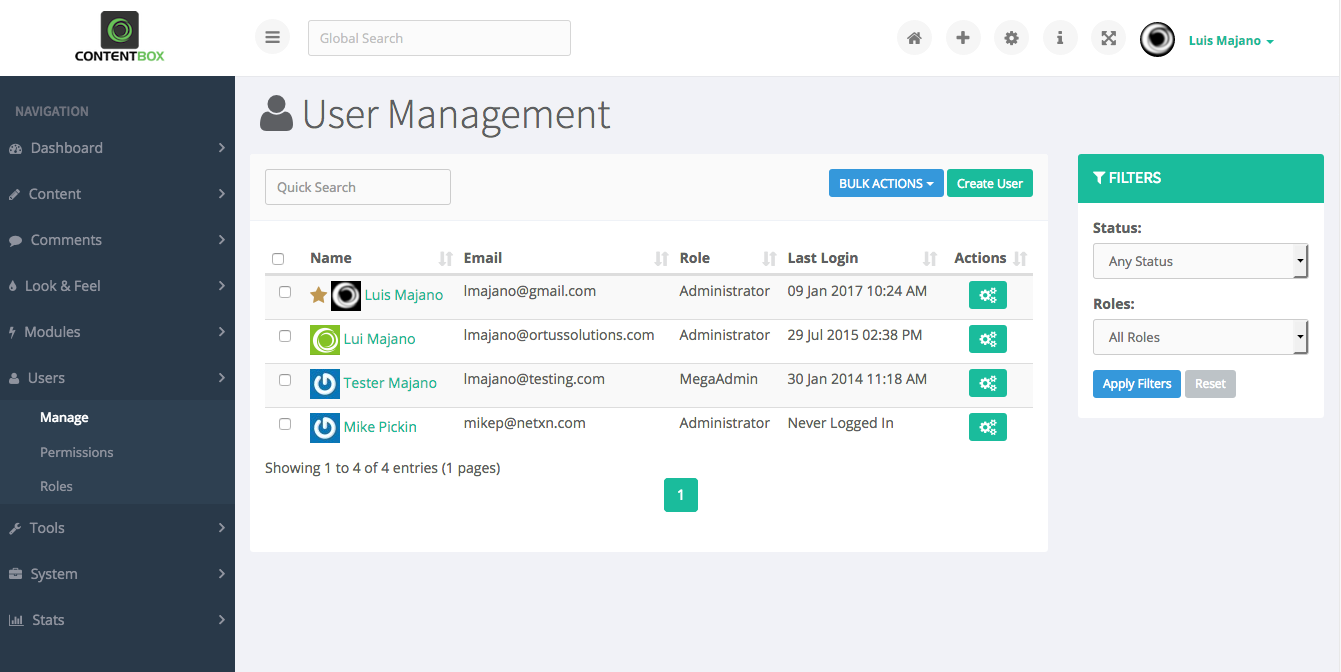 CONTENTBOX
Global Search
Luis Majano
NAVIGATION
Dashboard
Content
Comments
Look & Feel
Modules
Users
Manage
Permissions
Roles
Tools
System
Stats
User Management
Quick Search
BULK ACTIONS
Create User
Name Email Role Last Login Actions
Luis Majano lmajano@gmail.com Administrator 09 Jan 2017 10:24 AM
Lui Majano lmajano@ortussolutions.com Administrator 29 Jul 2015 02:38 PM
Tester Majano lmajano@testing.com MegaAdmin 30 Jan 2014 11:18 AM
Mike Pickin mikep@netxn.com Administrator Never Logged In
Showing 1 to 4 of 4 entries (1 pages)
1
FILTERS
Status:
Any Status
Roles:
All Roles
Apply Filters Reset